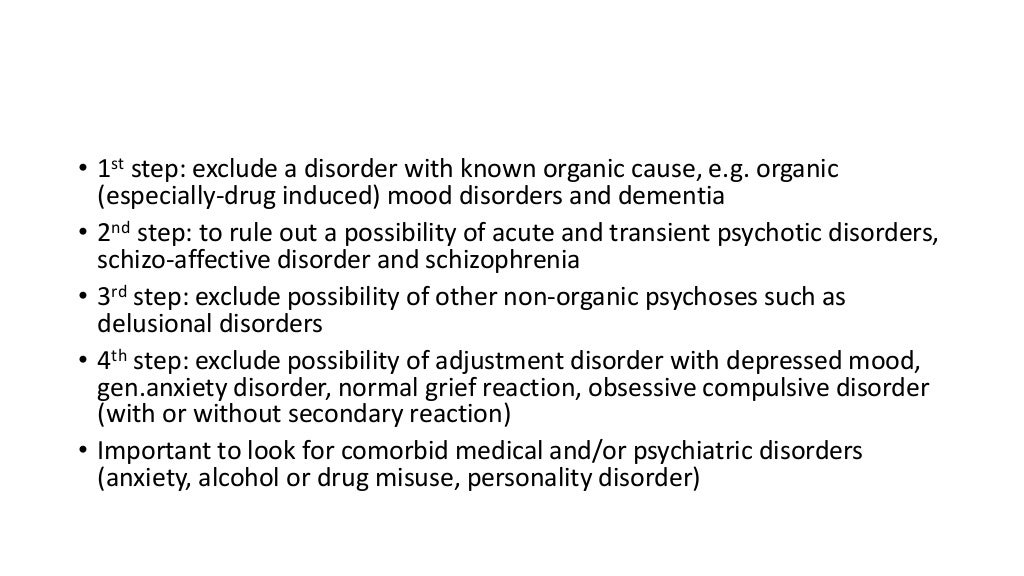 • 1st step: exclude a disorder with known organic cause, e.g. organic
(especially-drug induced) mood disorders and dementia
• 2nd step: to rule out a possibility of acute and transient psychotic disorders,
schizo-affective disorder and schizophrenia
• 3rd step: exclude possibility of other non-organic psychoses such as
delusional disorders
• 4th step: exclude possibility of adjustment disorder with depressed mood,
gen.anxiety disorder, normal grief reaction, obsessive compulsive disorder
(with or without secondary reaction)
• Important to look for comorbid medical and/or psychiatric disorders
(anxiety, alcohol or drug misuse, personality disorder)